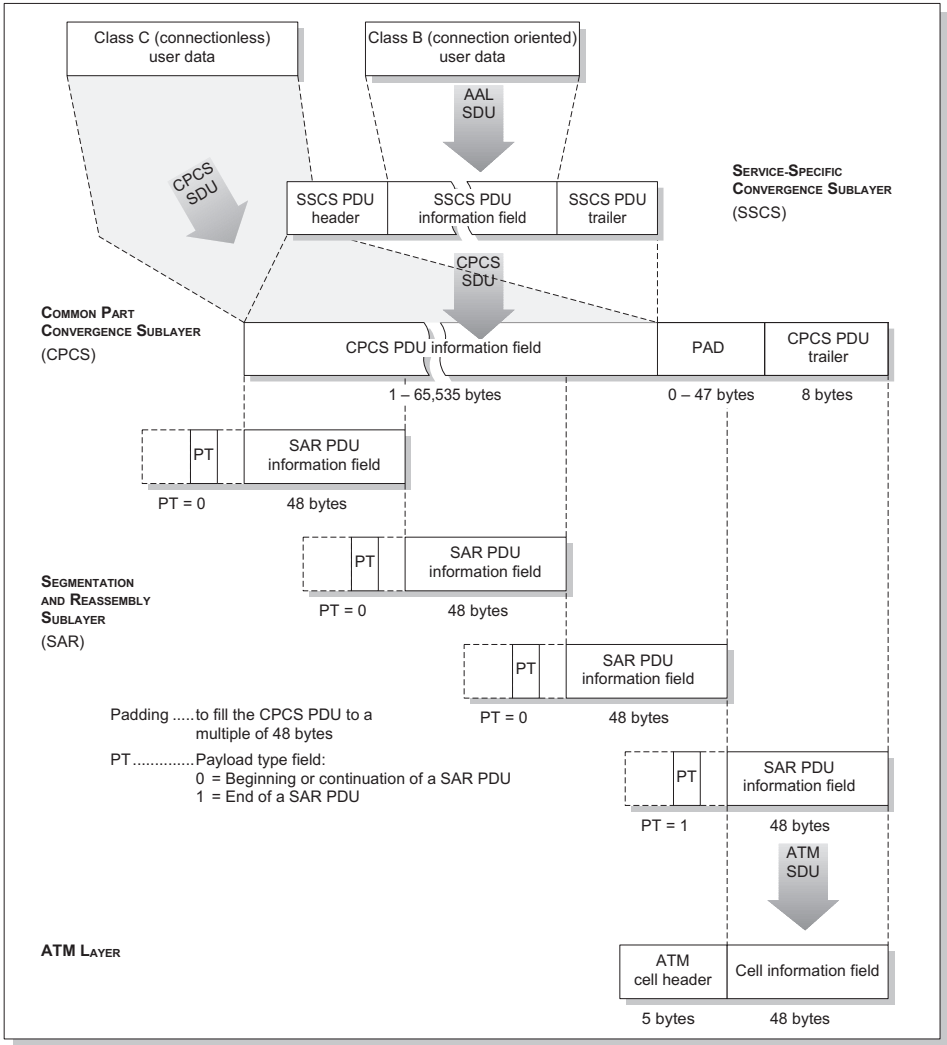 Class C (connectionless)
user data
Class B (connection oriented)
user data
AAL
SDU
CPCS
SDU
SERVICE-SPECIFIC
CONVERGENCE SUBLAYER
(SSCS)
SSCS PDU
header
SSCS PDU
information field
SSCS PDU
trailer
CPCS
SDU
COMMON PART
CONVERGENCE SUBLAYER
(CPCS)
CPCS PDU information field
PAD
CPCS PDU
trailer
1 – 65,535 bytes
0 – 47 bytes
8 bytes
PT
SAR PDU
information field
PT = 0
48 bytes
PT
SAR PDU
information field
PT = 0
48 bytes
SEGMENTATION
AND REASSEMBLY
SUBLAYER
(SAR)
PT
SAR PDU
information field
PT = 0
48 bytes
Padding .....to fill the CPCS PDU to a
multiple of 48 bytes
PT..............Payload type field:
0 = Beginning or continuation of a SAR PDU
1 = End of a SAR PDU
PT
SAR PDU
information field
PT = 1
48 bytes
ATM
SDU
ATM LAYER
ATM
cell header
Cell information field
5 bytes
48 bytes